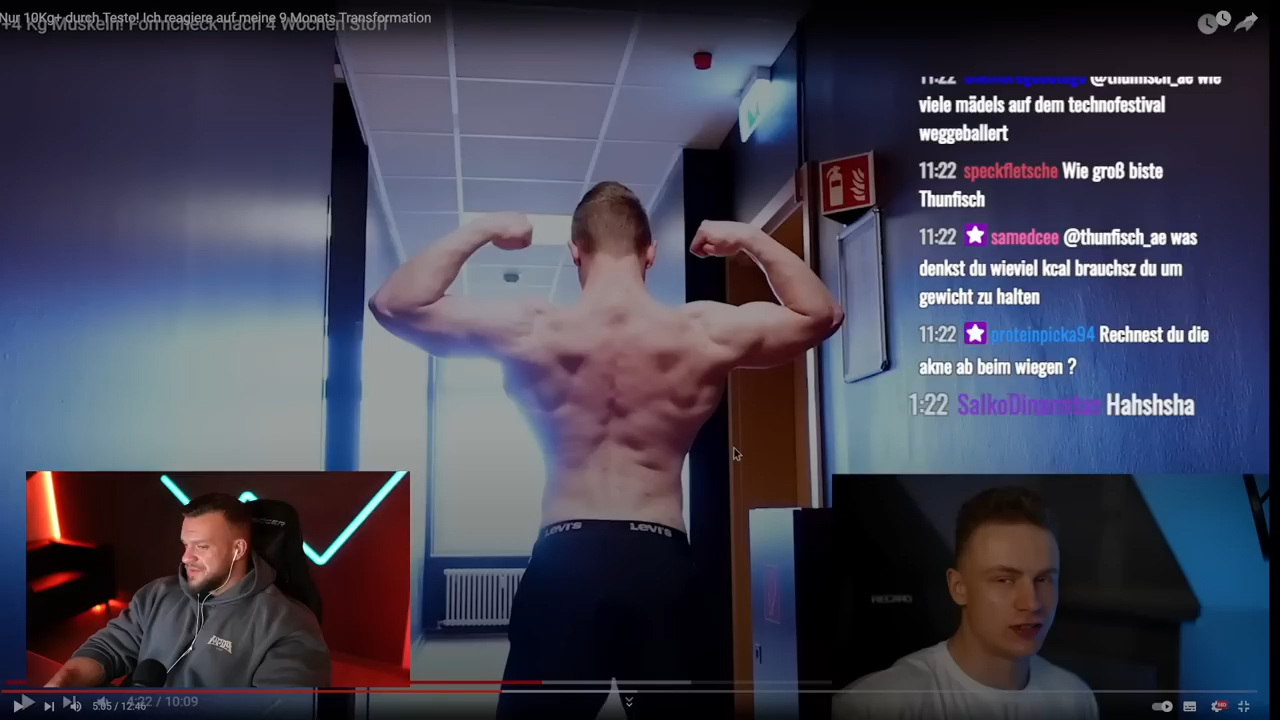 Nur 10Kg+ durch Testo! Ich reagiere auf meine 9 Monats Transformation
+4 Kg Muskeln! Formcheck nach 4 Wochen Stoff
11:22 @thunfisch_ae wie
viele mädels auf dem technofestival
weggeballert
11:22 speckfletsche Wie groß biste
Thunfisch
11:22 samedcee @thunfisch_ae was
denkst du wieviel kcal brauchsz du um
gewicht zu halten
11:22 proteinpicka94 Rechnest du die
akne ab beim wiegen ?
1:22 Hahshsha
Levi's Levi's
RECARO
4:22 / 10:09
5:05 / 12:46
HD